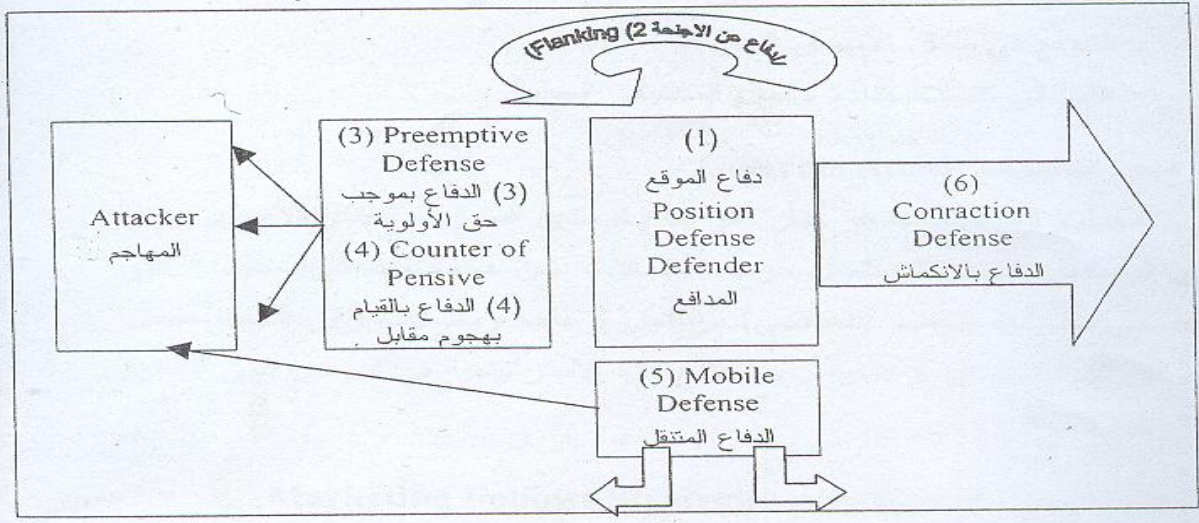 الدفاع من الاجنحة 2) Flanking)
Attacker
المهاجم
(3) Preemptive
Defense
(3) الدفاع بموجب
حق الأولوية
(4) Counter of
Pensive
(4) الدفاع بالقيام
بهجوم مقابل
(1)
دفاع الموقع
Position
Defense
Defender
المدافع
(6)
Conraction
Defense
الدفاع بالانكماش
(5) Mobile
Defense
الدفاع المتنقل